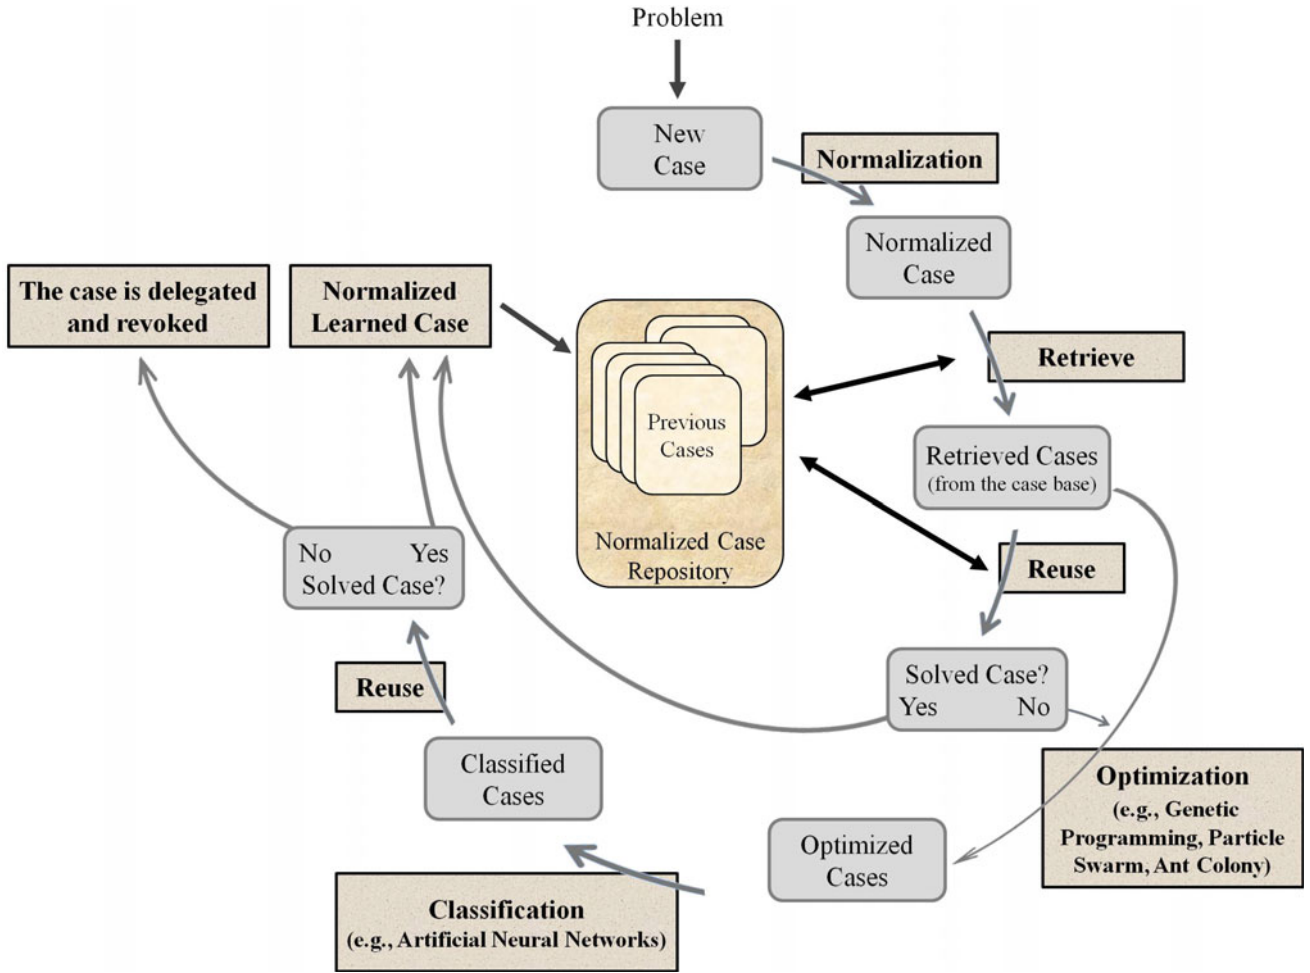 Problem
New
Case
Normalization
Normalized
Case
The case is delegated
and revoked
Normalized
Learned Case
Retrieve
Previous
Cases
Retrieved Cases
(from the case base)
Normalized Case
Repository
No Yes
Solved Case?
Reuse
Reuse
Solved Case?
Yes No
Classified
Cases
Optimization
(e.g., Genetic
Programming, Particle
Swarm, Ant Colony)
Optimized
Cases
Classification
(e.g., Artificial Neural Networks)